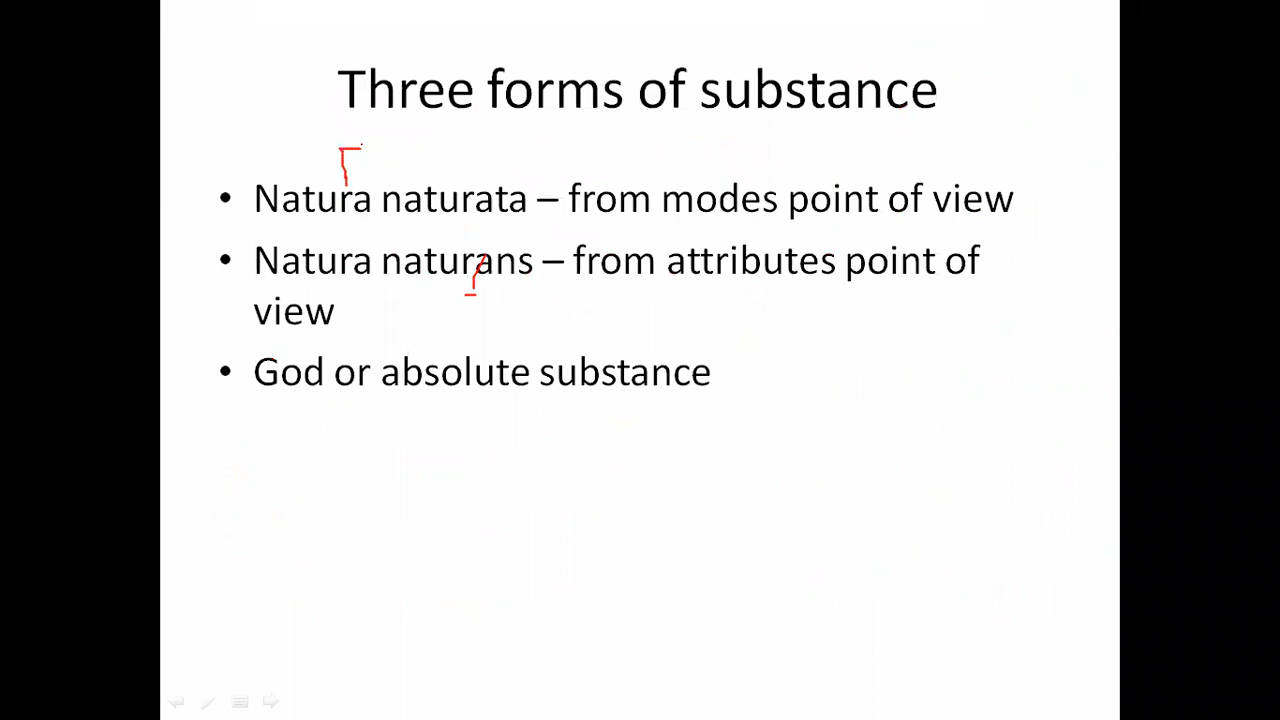 Three forms of substance
• Natura naturata – from modes point of view
• Natura naturans – from attributes point of
view
• God or absolute substance